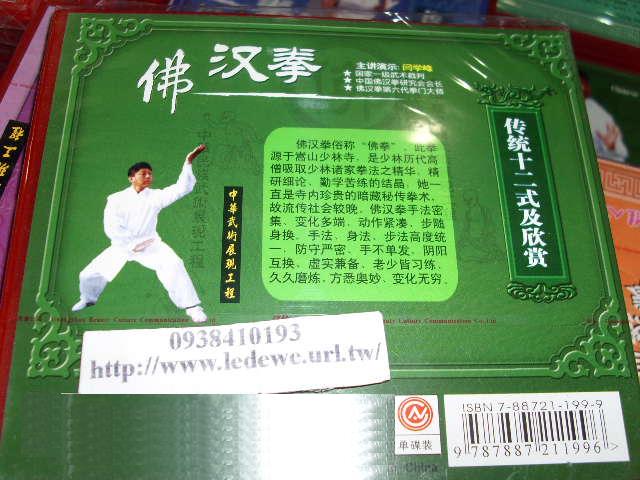 佛汉拳
主讲演示: 闫学峰
★ 国家一级武术裁判
★ 中国佛汉拳研究会会长
★ 佛汉拳第六代掌门大师
佛汉拳俗称“佛拳”，此拳
源于嵩山少林寺，是少林历代高
僧吸取少林诸家拳法之精华，精
研细论、勤学苦练的结晶，她一
直是寺内珍贵的暗藏秘传拳术，
故流传社会较晚。佛汉拳手法密
集、变化多端，动作紧凑，步随
身换，手法、身法、步法高度统
一，防守严密，手不单发，阴阳
互换，虚实兼备，老少皆习练，
久久磨炼，方悉奥妙，变化无穷。
传统十二式及欣赏
中華武術展現工程
Culture Communication Co.,Ltd
0938410193
http://www.ledewe.url.tw/
单碟装
China
ISBN 7-88721-199-9
9 787887 211996 >